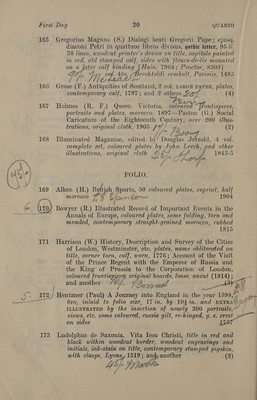 First Day 20 QUARTO
165 Gregorius Magnus (S.) Dialogi beati Gregorii Pape; ejusq.
diaconi Petri in quattuor libros divisus, gothic letter, 95 ll.
38 lines, woodcut printer's device on title, capitals painted
in red, old stamped calf, sides with fleurs-de-lis mounted
on a later calf binding [Hain, 7964; Proctor, 8302]
Berchtoldi rembolt, Parisiis, 1495
166 Grose (F.) Antiquities of Scotland, 2 vol. LARGE PAPER, plates,
contemporary calf, 1797; and 2 others (4)
167 Holmes (R. F.) Queen Victoria, coloured frontispiece,
portraits and plates, morocco, 1897—Paston (G.) Social
Caricature of the Eighteenth Century, over 200 illus-
trations, original cloth, 1905 (2)
168 Illuminated Magazine, edited by Douglas Jerrold, 4 vol.
complete set, coloured plates by John Leech, and other
illustrations, original cloth 1843-5
FOLIO.
169 Alken (H.) British Sports, 50 coloured plates, reprint, half
morocco 1904
170 Bowyer (R.) Illustrated Record of Important Events in the
Annals of Europe, coloured plates, some folding, torn and
mended, contemporary straight-grained morocco, rubbed
1815
171 Harrison (W.) History, Description and Survey of the Cities
of London, Westminster, etc. plates, name obliterated on
title, corner torn, calf, worn, 1776; Account of the Visit
of the Prince Regent with the Emperor of Russia and
the King of Prussia to the Corporation of London,
coloured frontispiece, original boards, loose, uncut (1814);
and another (3)
172 Hentzner (Paul) A Journey into England in the year 1598,
8vo, inlaid to folio size, 17 in. by 10½ in. and EXTRA
ILLUSTRATED by the insertion of nearly 200 portraits,
views, etc. some coloured, russia gilt, re-hinged, g. e. crest
on sides 1757
173 Ludolphus de Saxonia. Vita Iesu Christi, title in red and
black within woodcut border, woodcut engravings and
initials, ink-stain on title, contemporary stamped pigskin,
with clasps, Lyons, 1519; and another (2)